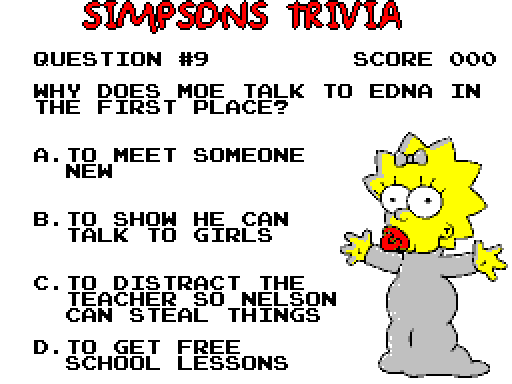 SIMPSONS TRIVIA
QUESTION #9 SCORE 000
WHY DOES MOE TALK TO EDNA IN
THE FIRST PLACE?
A. TO MEET SOMEONE
NEW
B. TO SHOW HE CAN
TALK TO GIRLS
C. TO DISTRACT THE
TEACHER SO NELSON
CAN STEAL THINGS
D. TO GET FREE
SCHOOL LESSONS